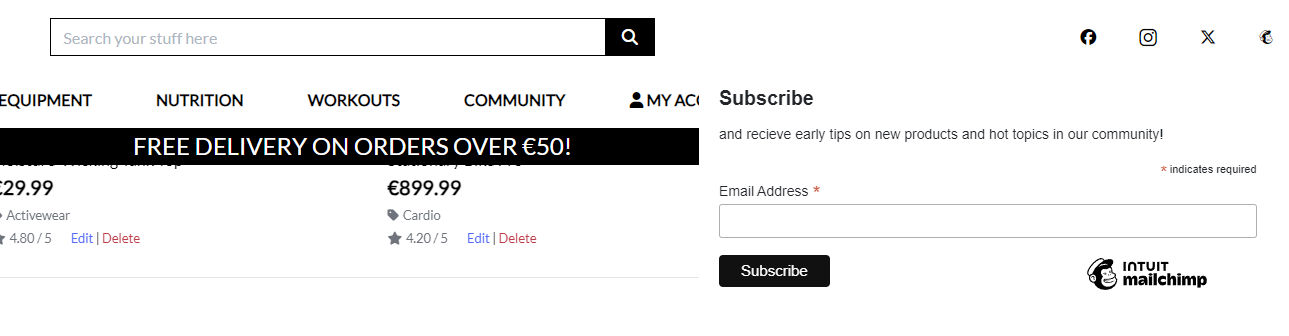 Search your stuff here
EQUIPMENT NUTRITION WORKOUTS COMMUNITY MY ACC
Subscribe
and recieve early tips on new products and hot topics in our community!
FREE DELIVERY ON ORDERS OVER €50!
€29.99 €899.99
* indicates required
Email Address *
Activewear Cardio
4.80 / 5 Edit | Delete 4.20 / 5 Edit | Delete
Subscribe
INTUIT
mailchimp